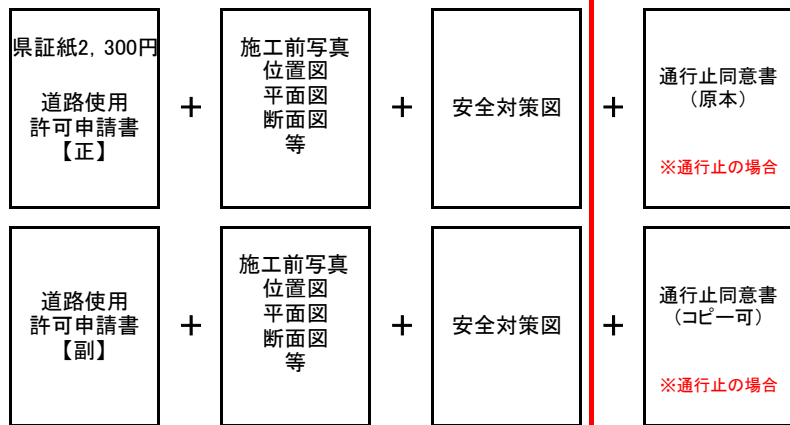 県証紙2，300円
道路使用
許可申請書
【正】
＋
施工前写真
位置図
平面図
断面図
等
＋
安全対策図
＋
通行止同意書
（原本）
※通行止の場合
道路使用
許可申請書
【副】
＋
施工前写真
位置図
平面図
断面図
等
＋
安全対策図
＋
通行止同意書
（コピー可）
※通行止の場合